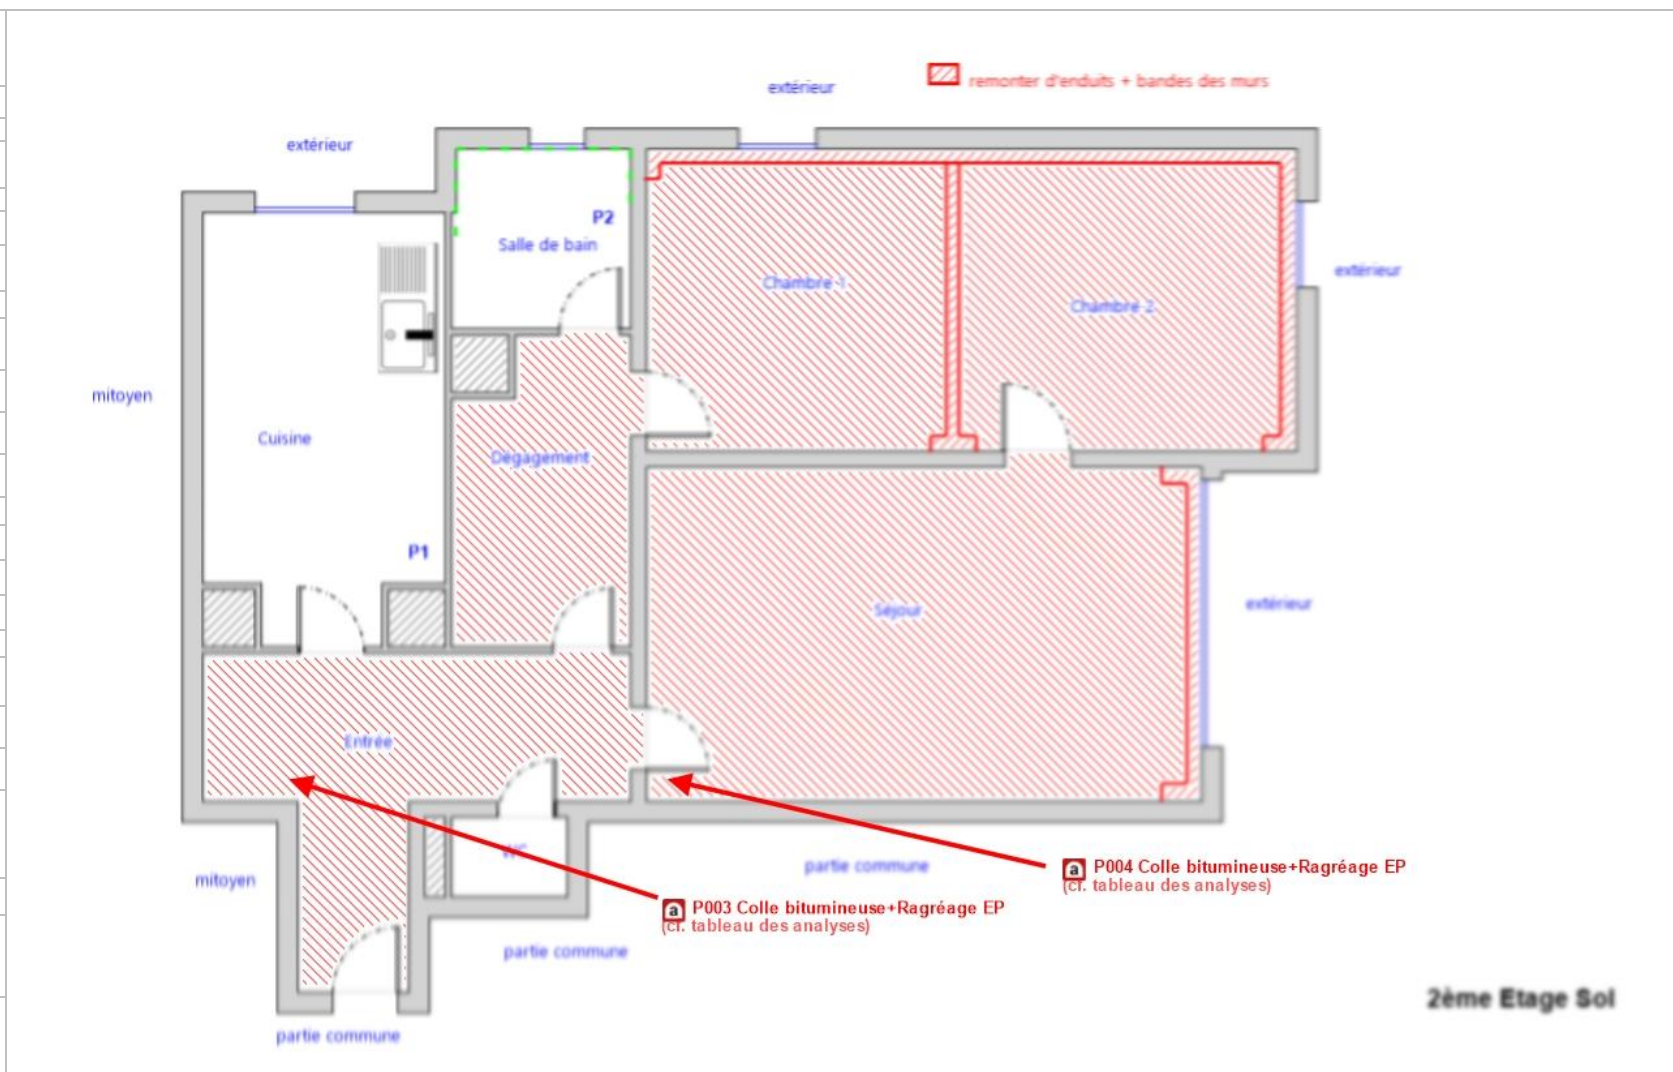 extérieur
remonter d'enduits + bandes des murs
extérieur
P2
Salle de bain
extérieur
Chambre 1
Chambre 2
mitoyen
Cuisine
Dégagement
P1
extérieur
Séjour
Entrée
WC
partie commune
a P004 Colle bitumineuse+Ragréage EP
(cf. tableau des analyses)
mitoyen
a P003 Colle bitumineuse+Ragréage EP
(cf. tableau des analyses)
partie commune
2ème Etage Sol
partie commune